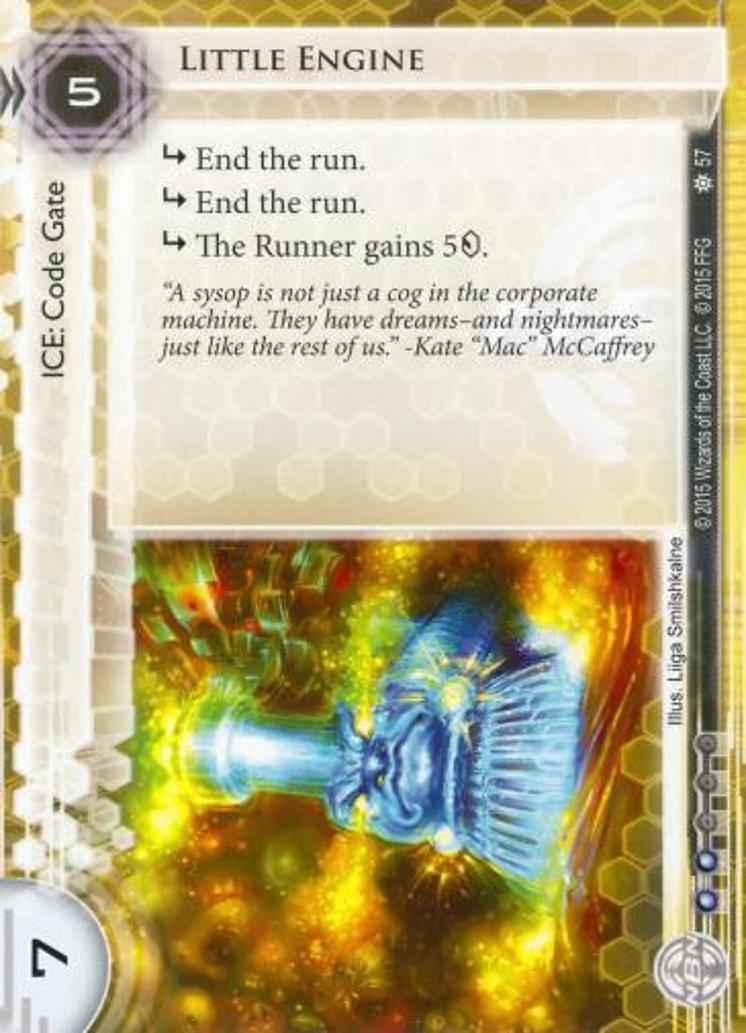 LITTLE ENGINE
5
ICE: Code Gate
↳ End the run.
↳ End the run.
↳ The Runner gains 5.
“A sysop is not just a cog in the corporate
machine. They have dreams–and nightmares–
just like the rest of us.” -Kate “Mac” McCaffrey
57
© 2015 Wizards of the Coast LLC. © 2015 FFG
Illus. Liiga Smilshkalne
7
NBN